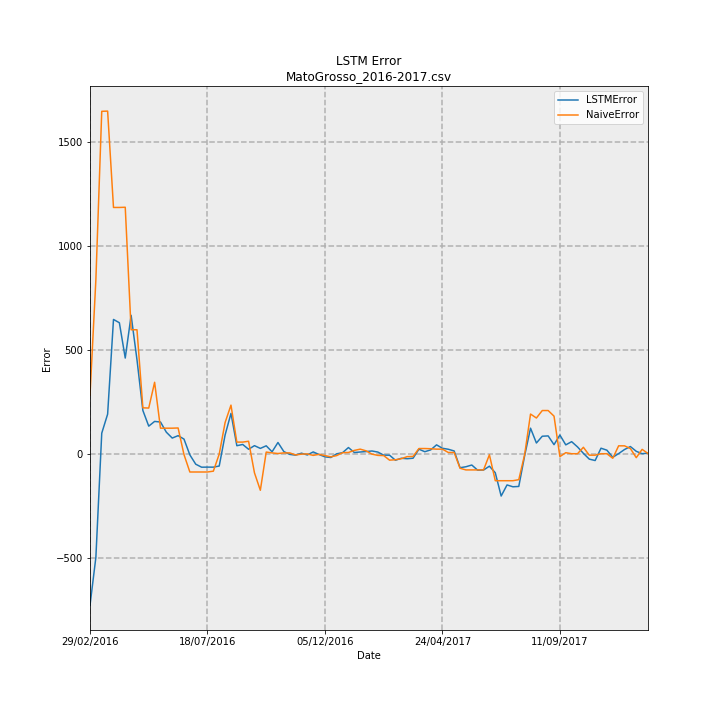 LSTM Error
MatoGrosso_2016-2017.csv
LSTMError
NaiveError
1500
1000
500
0
−500
Error
29/02/2016
18/07/2016
05/12/2016
24/04/2017
11/09/2017
Date